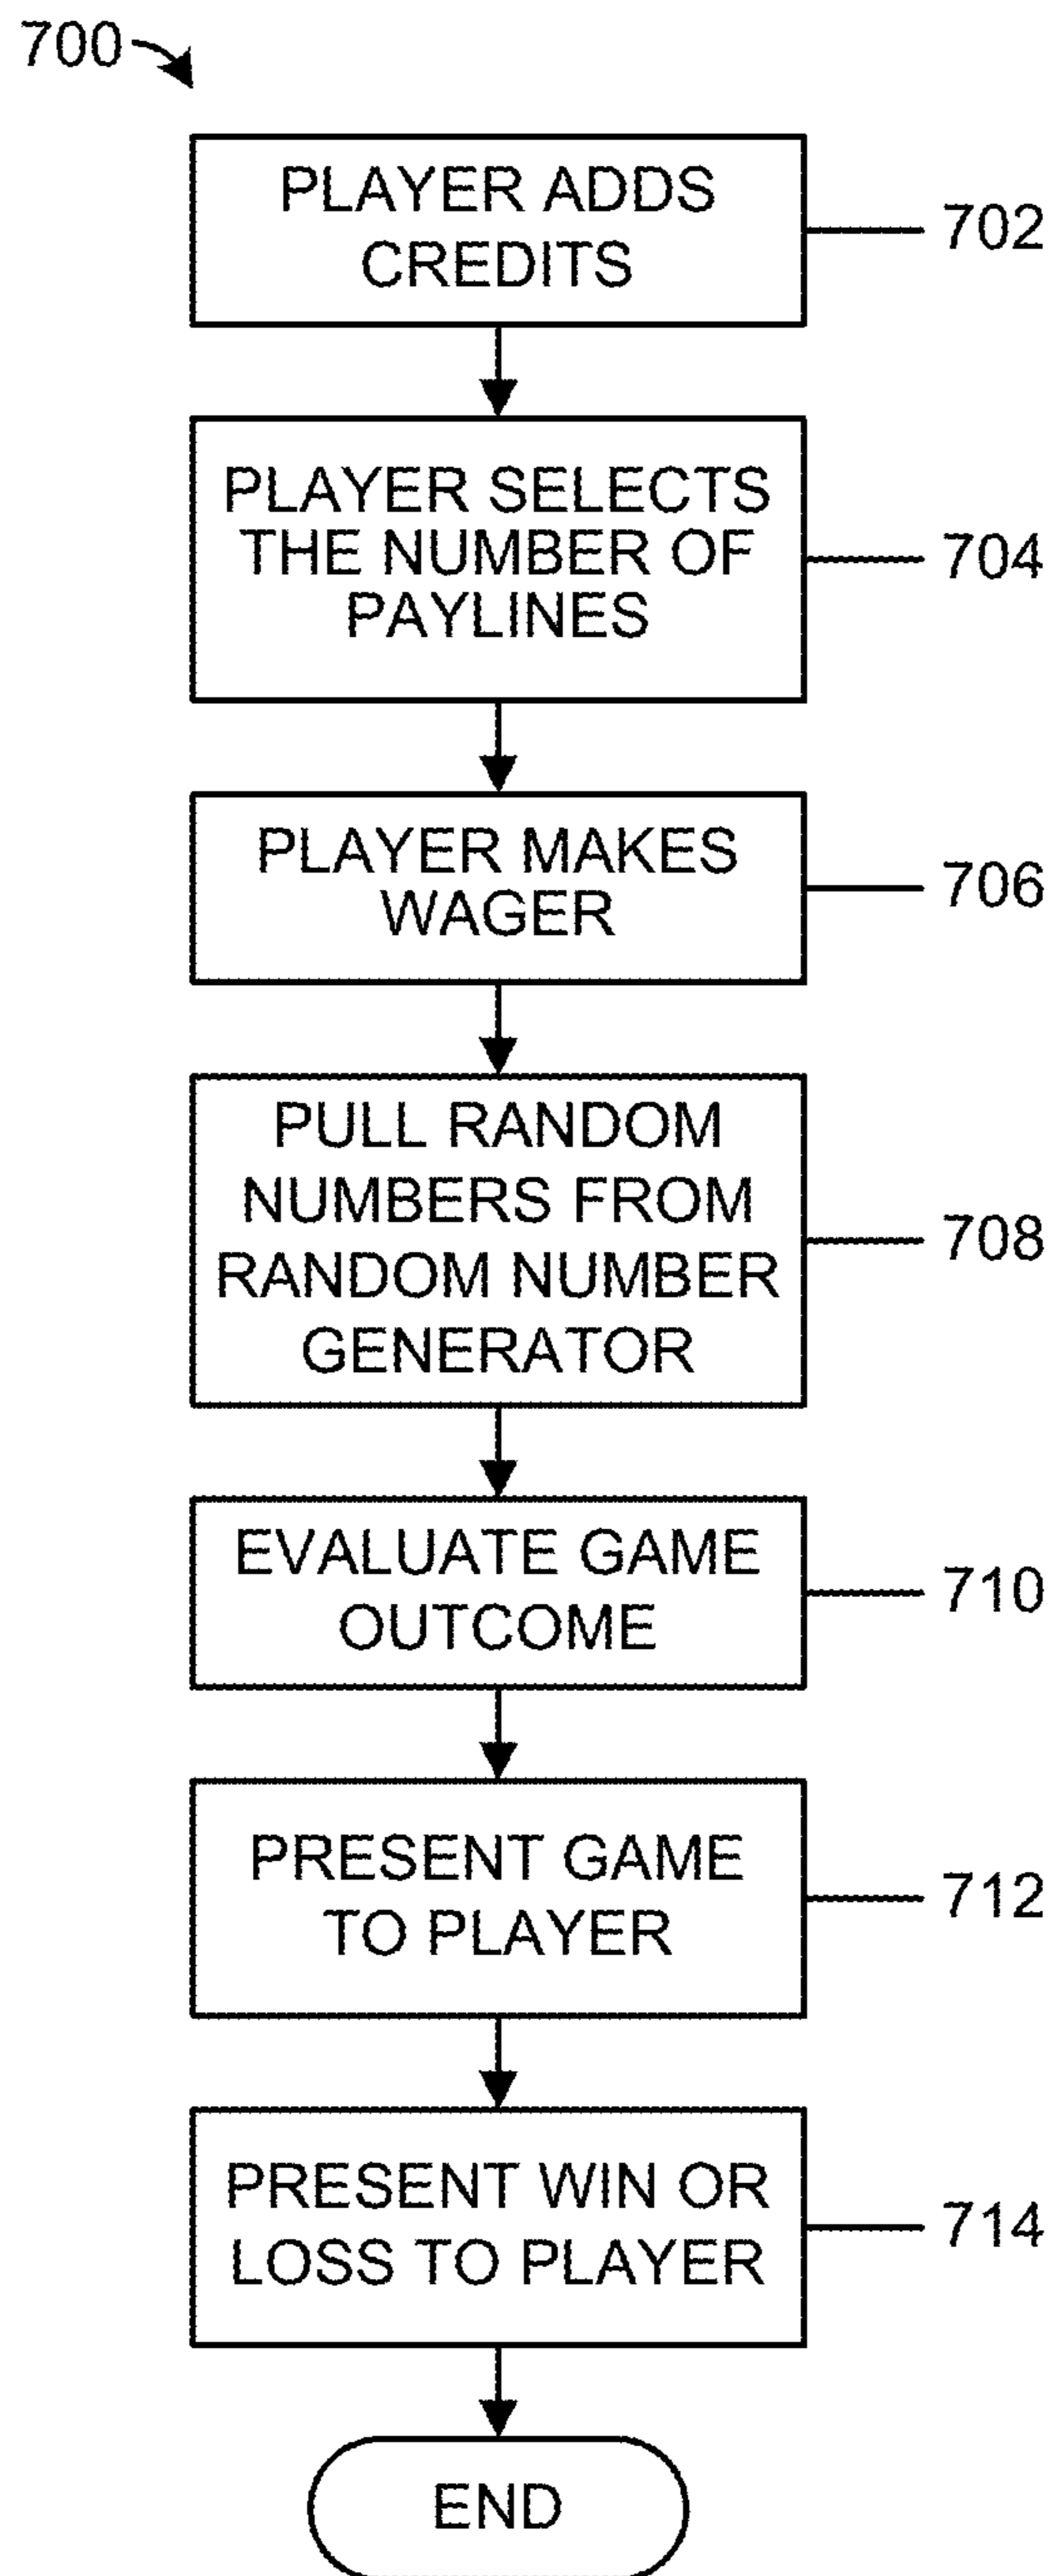 700
PLAYER ADDS
CREDITS
702
PLAYER SELECTS
THE NUMBER OF
PAYLINES
704
PLAYER MAKES
WAGER
706
PULL RANDOM
NUMBERS FROM
RANDOM NUMBER
GENERATOR
708
EVALUATE GAME
OUTCOME
710
PRESENT GAME
TO PLAYER
712
PRESENT WIN OR
LOSS TO PLAYER
714
END